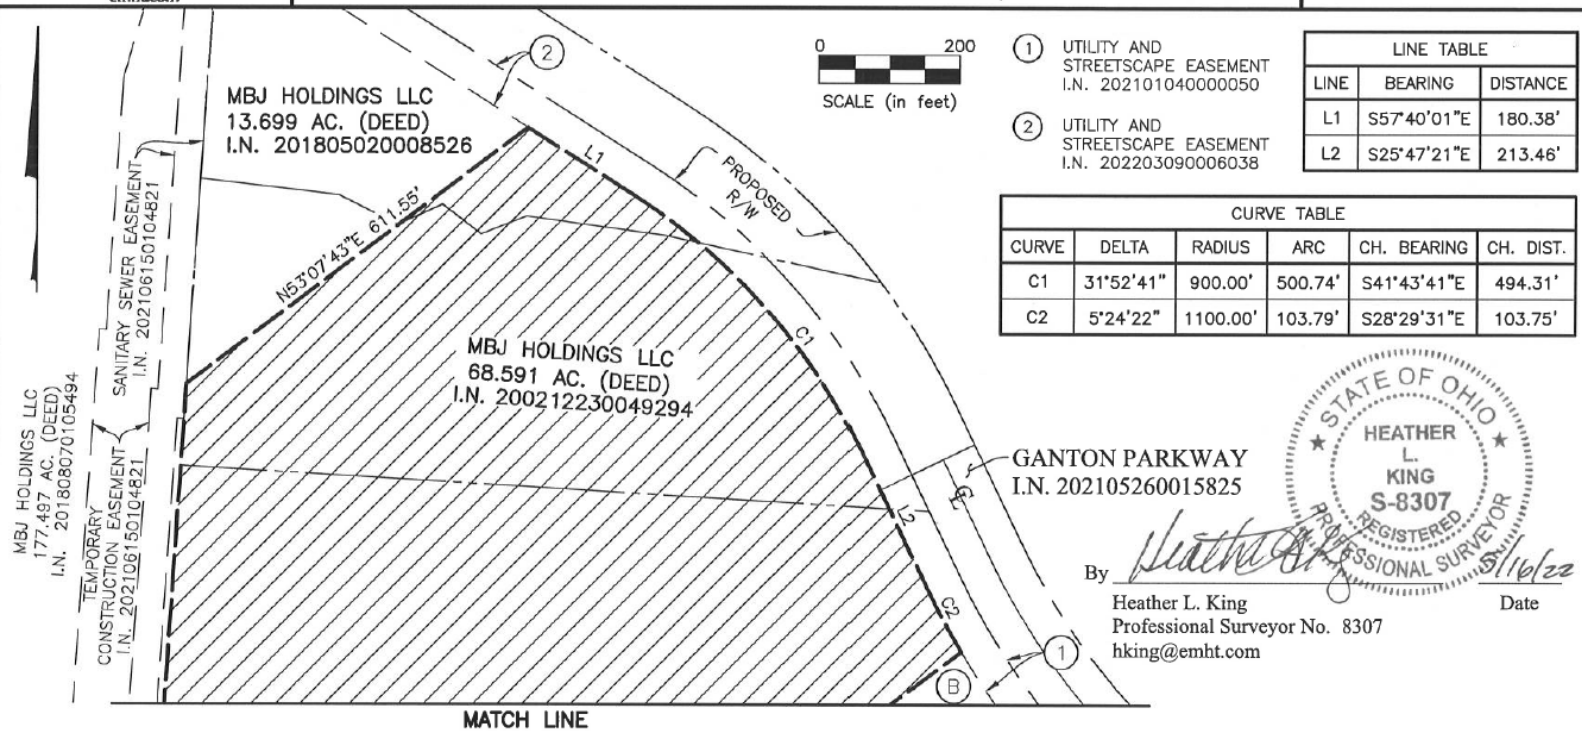 0 200
SCALE (in feet)
1 UTILITY AND
STREETSCAPE EASEMENT
I.N. 202101040000050
2 UTILITY AND
STREETSCAPE EASEMENT
I.N. 202203090006038
LINE TABLE
LINE BEARING DISTANCE
L1 S57°40'01"E 180.38'
L2 S25°47'21"E 213.46'
CURVE TABLE
CURVE DELTA RADIUS ARC CH. BEARING CH. DIST.
C1 31°52'41" 900.00' 500.74' S41°43'41"E 494.31'
C2 5°24'22" 1100.00' 103.79' S28°29'31"E 103.75'
2
MBJ HOLDINGS LLC
13.699 AC. (DEED)
I.N. 201805020008526
L1
PROPOSED
R/W
N53°07'43"E 611.55'
SANITARY SEWER EASEMENT
I.N. 202106150104821
MBJ HOLDINGS LLC
177.497 AC. (DEED)
I.N. 201808070105494
TEMPORARY
CONSTRUCTION EASEMENT
I.N. 202106150104821
MBJ HOLDINGS LLC
68.591 AC. (DEED)
I.N. 200212230049294
C1
L2
C2
CL
GANTON PARKWAY
I.N. 202105260015825
1
B
MATCH LINE
STATE OF OHIO
HEATHER
L.
KING
S-8307
REGISTERED
PROFESSIONAL SURVEYOR
By Heather L. King 5/16/22
Heather L. King Date
Professional Surveyor No. 8307
hking@emht.com